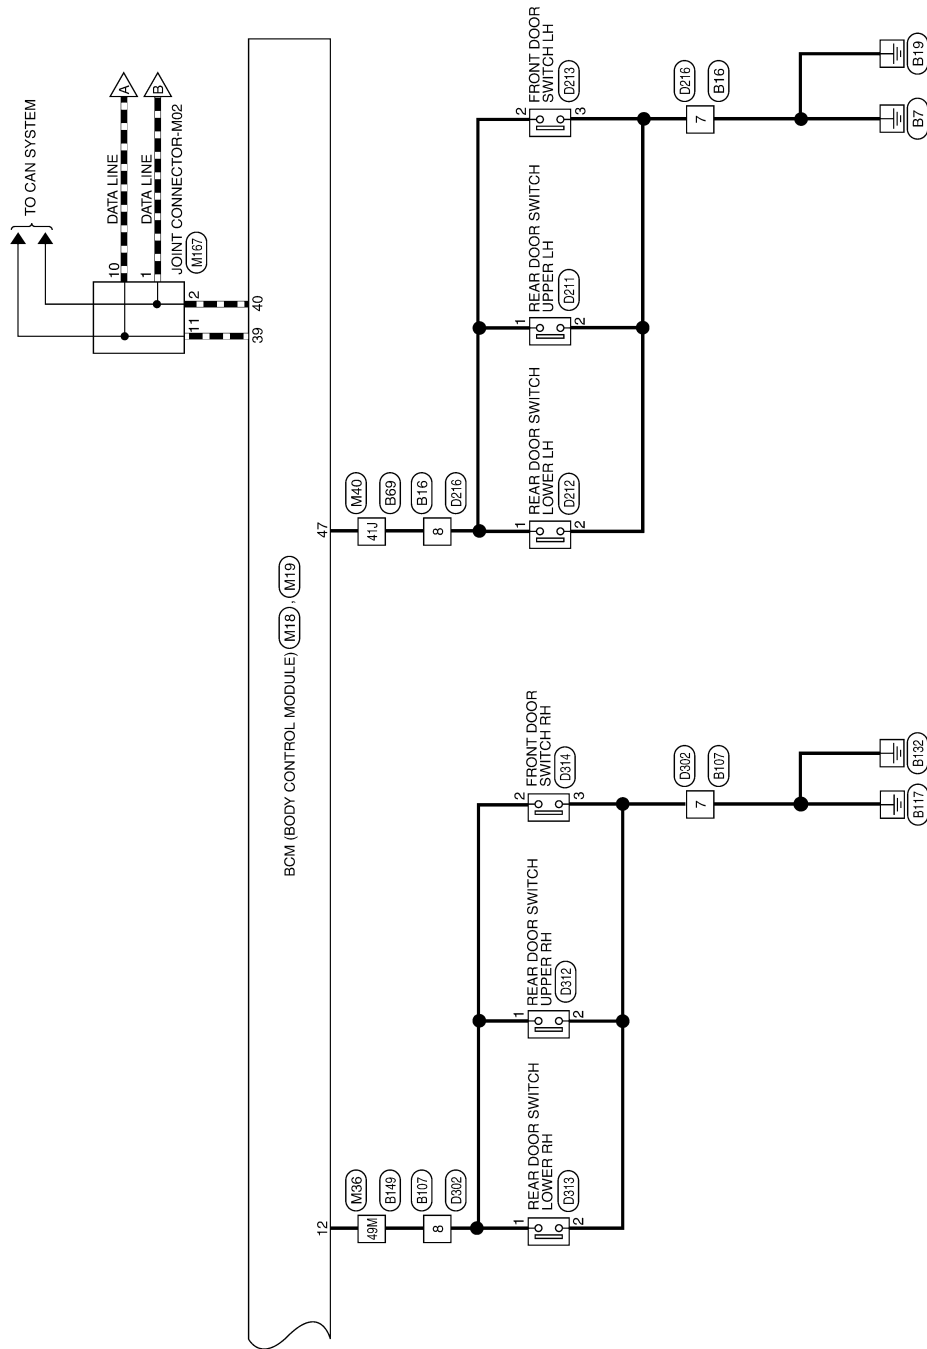 TO CAN SYSTEM
DATA LINE
A
DATA LINE
B
10
1
JOINT CONNECTOR-M02
M167
11
2
39
40
BCM (BODY CONTROL MODULE) M18 , M19
12
47
49M
M36
B149
8
B107
D302
41J
M40
B69
8
B16
D216
1
REAR DOOR SWITCH
LOWER RH
D313
2
1
REAR DOOR SWITCH
UPPER RH
D312
2
2
FRONT DOOR
SWITCH RH
D314
3
1
REAR DOOR SWITCH
LOWER LH
D212
2
1
REAR DOOR SWITCH
UPPER LH
D211
2
2
FRONT DOOR
SWITCH LH
D213
3
7
D302
B107
7
D216
B16
B117
B132
B7
B19